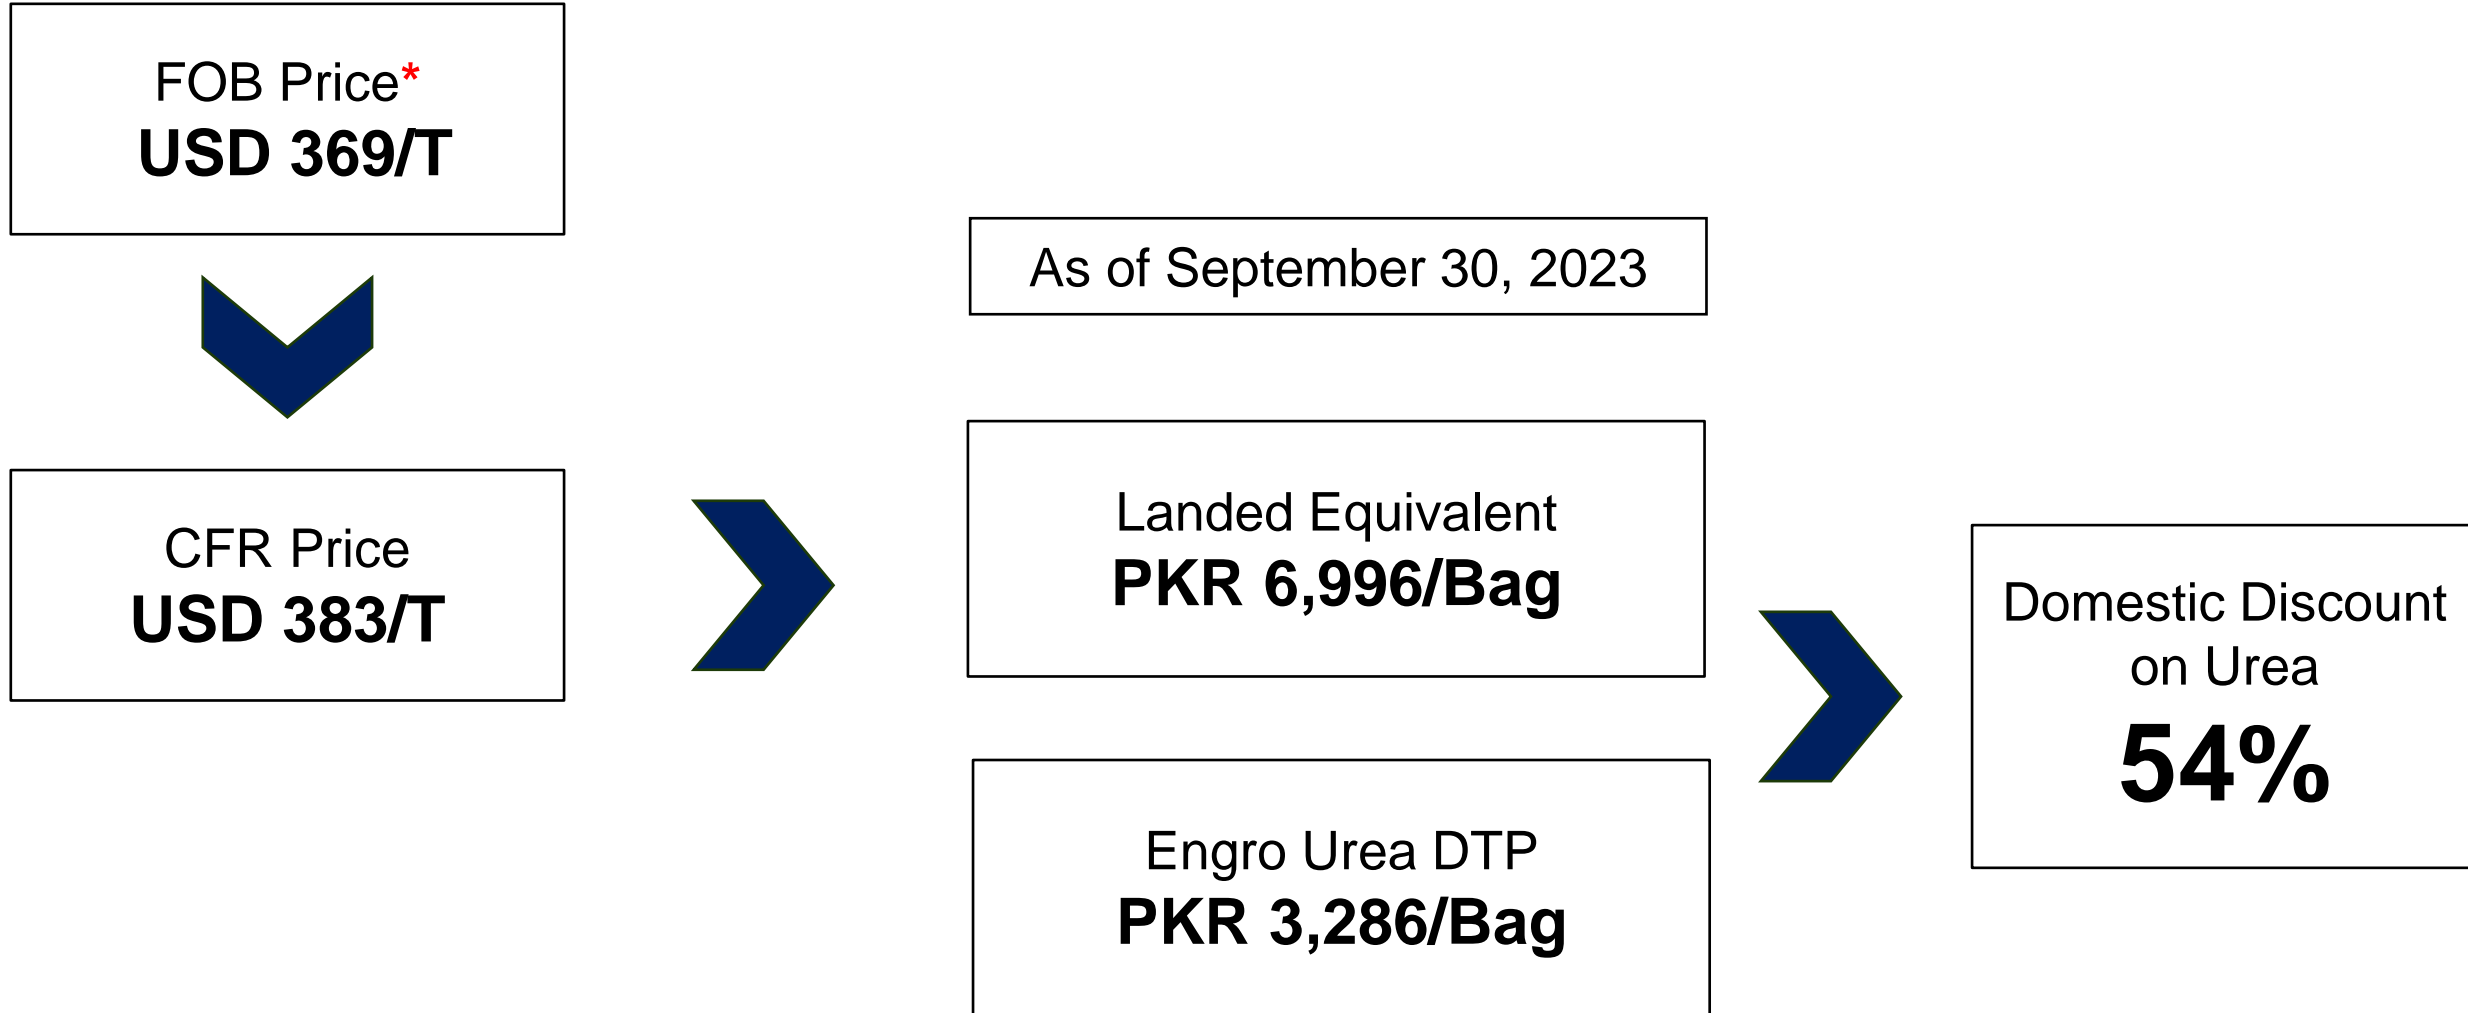 FOB Price*
USD 369/T
As of September 30, 2023
CFR Price
USD 383/T
Landed Equivalent
PKR 6,996/Bag
Engro Urea DTP
PKR 3,286/Bag
Domestic Discount
on Urea
54%